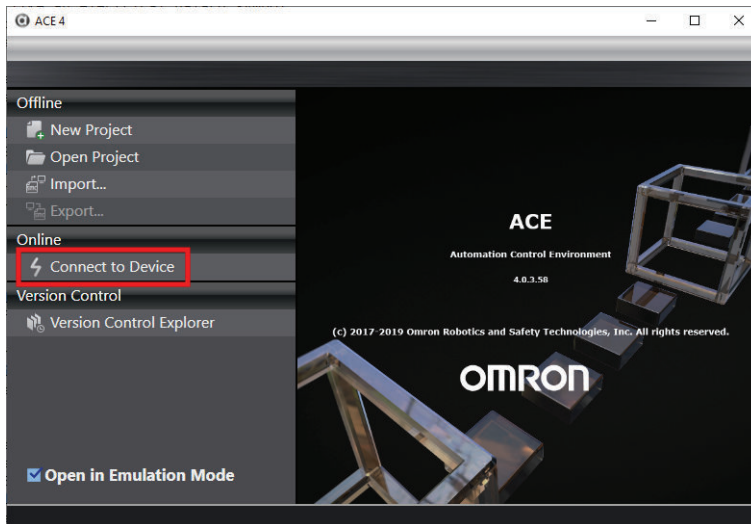 ACE 4
Offline
New Project
Open Project
Import...
Export...
Online
Connect to Device
Version Control
Version Control Explorer
Open in Emulation Mode
ACE
Automation Control Environment
4.0.3.58
(c) 2017-2019 Omron Robotics and Safety Technologies, Inc. All rights reserved.
OMRON